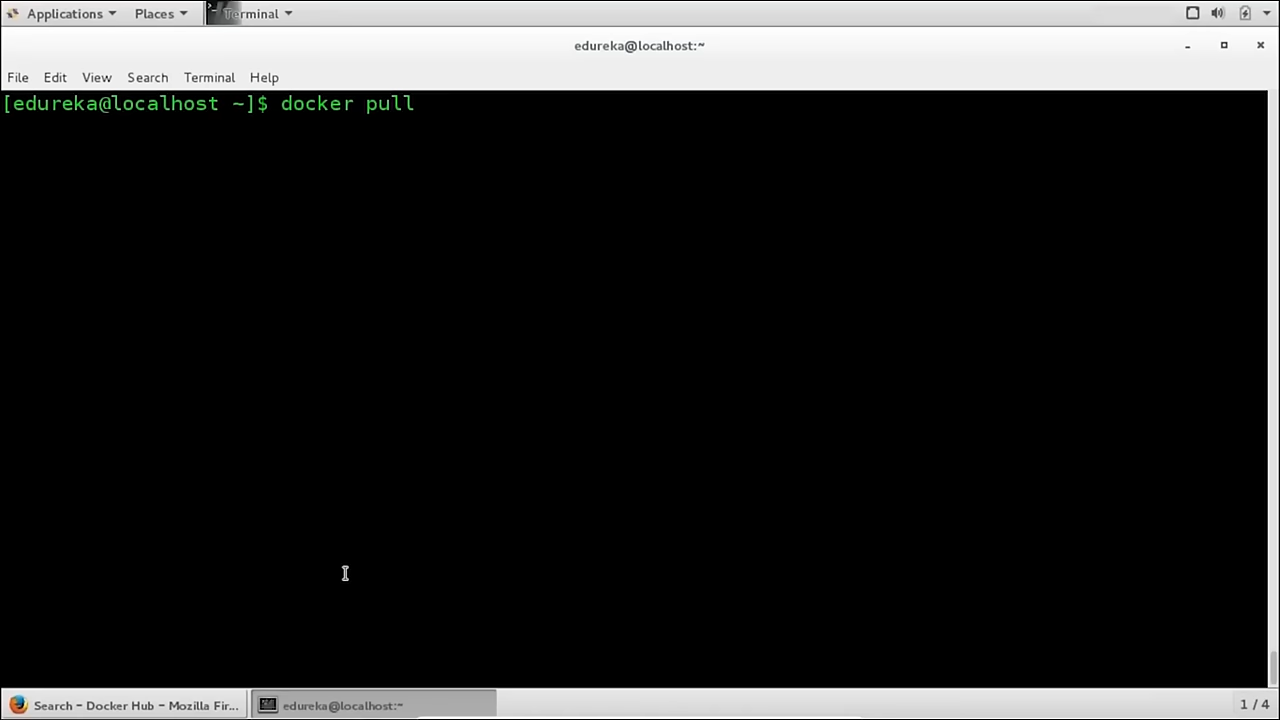 Applications Places Terminal
edureka@localhost:~
File Edit View Search Terminal Help
[edureka@localhost ~]$ docker pull
Search – Docker Hub – Mozilla Fir... edureka@localhost:~ 1 / 4